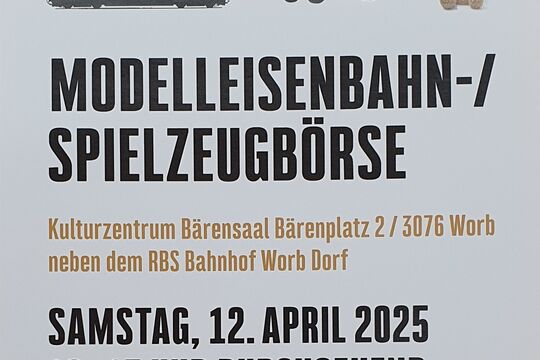 MODELLEISENBAHN-/
SPIELZEUGBÖRSE
Kulturzentrum Bärensaal Bärenplatz 2 / 3076 Worb
neben dem RBS Bahnhof Worb Dorf
SAMSTAG, 12. APRIL 2025